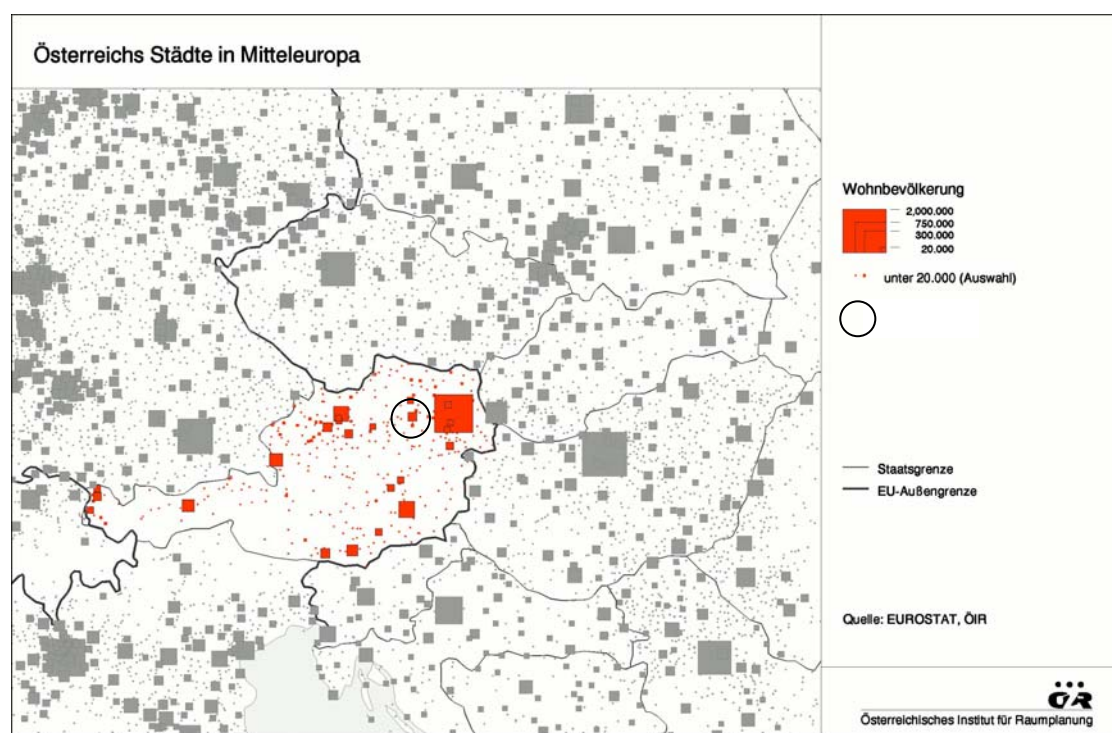 Österreichs Städte in Mitteleuropa
Wohnbevölkerung
2,000.000
750.000
300.000
20.000
unter 20.000 (Auswahl)
Staatsgrenze
EU-Außengrenze
Quelle: EUROSTAT, ÖIR
ÖIR
Österreichisches Institut für Raumplanung